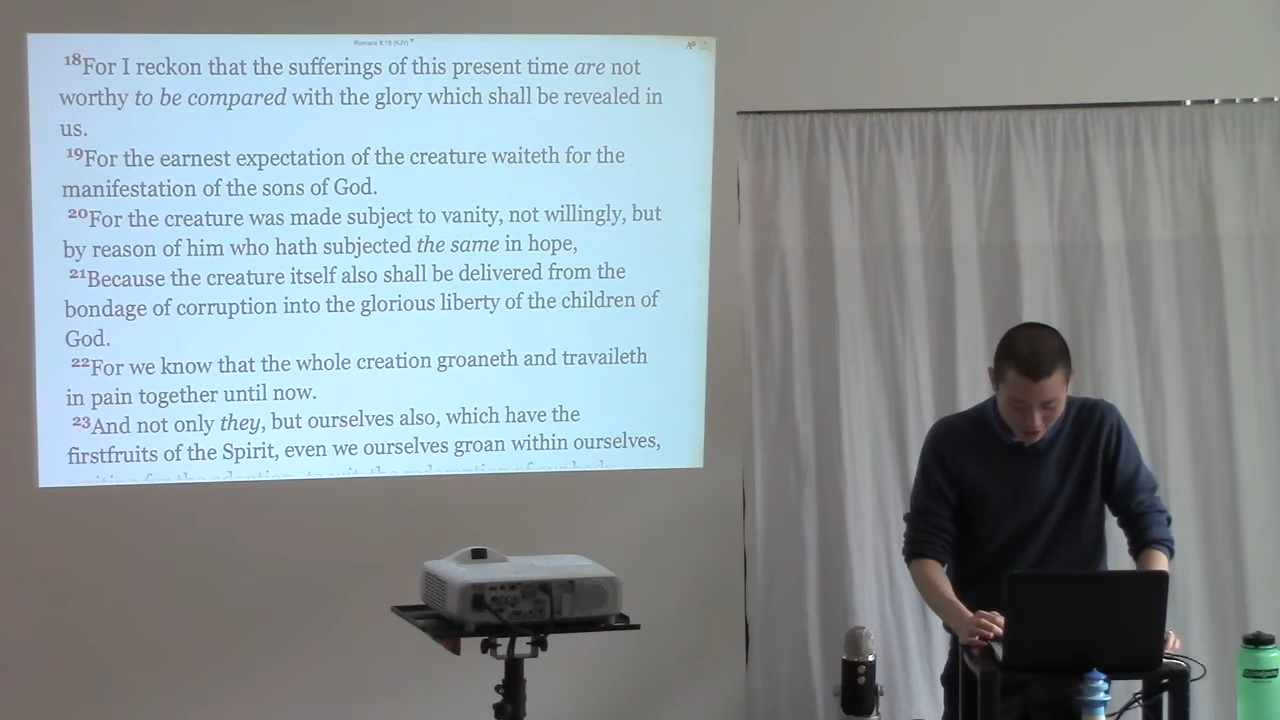 Romans 8:18 (KJV)
18For I reckon that the sufferings of this present time are not
worthy to be compared with the glory which shall be revealed in
us.
19For the earnest expectation of the creature waiteth for the
manifestation of the sons of God.
20For the creature was made subject to vanity, not willingly, but
by reason of him who hath subjected the same in hope,
21Because the creature itself also shall be delivered from the
bondage of corruption into the glorious liberty of the children of
God.
22For we know that the whole creation groaneth and travaileth
in pain together until now.
23And not only they, but ourselves also, which have the
firstfruits of the Spirit, even we ourselves groan within ourselves,